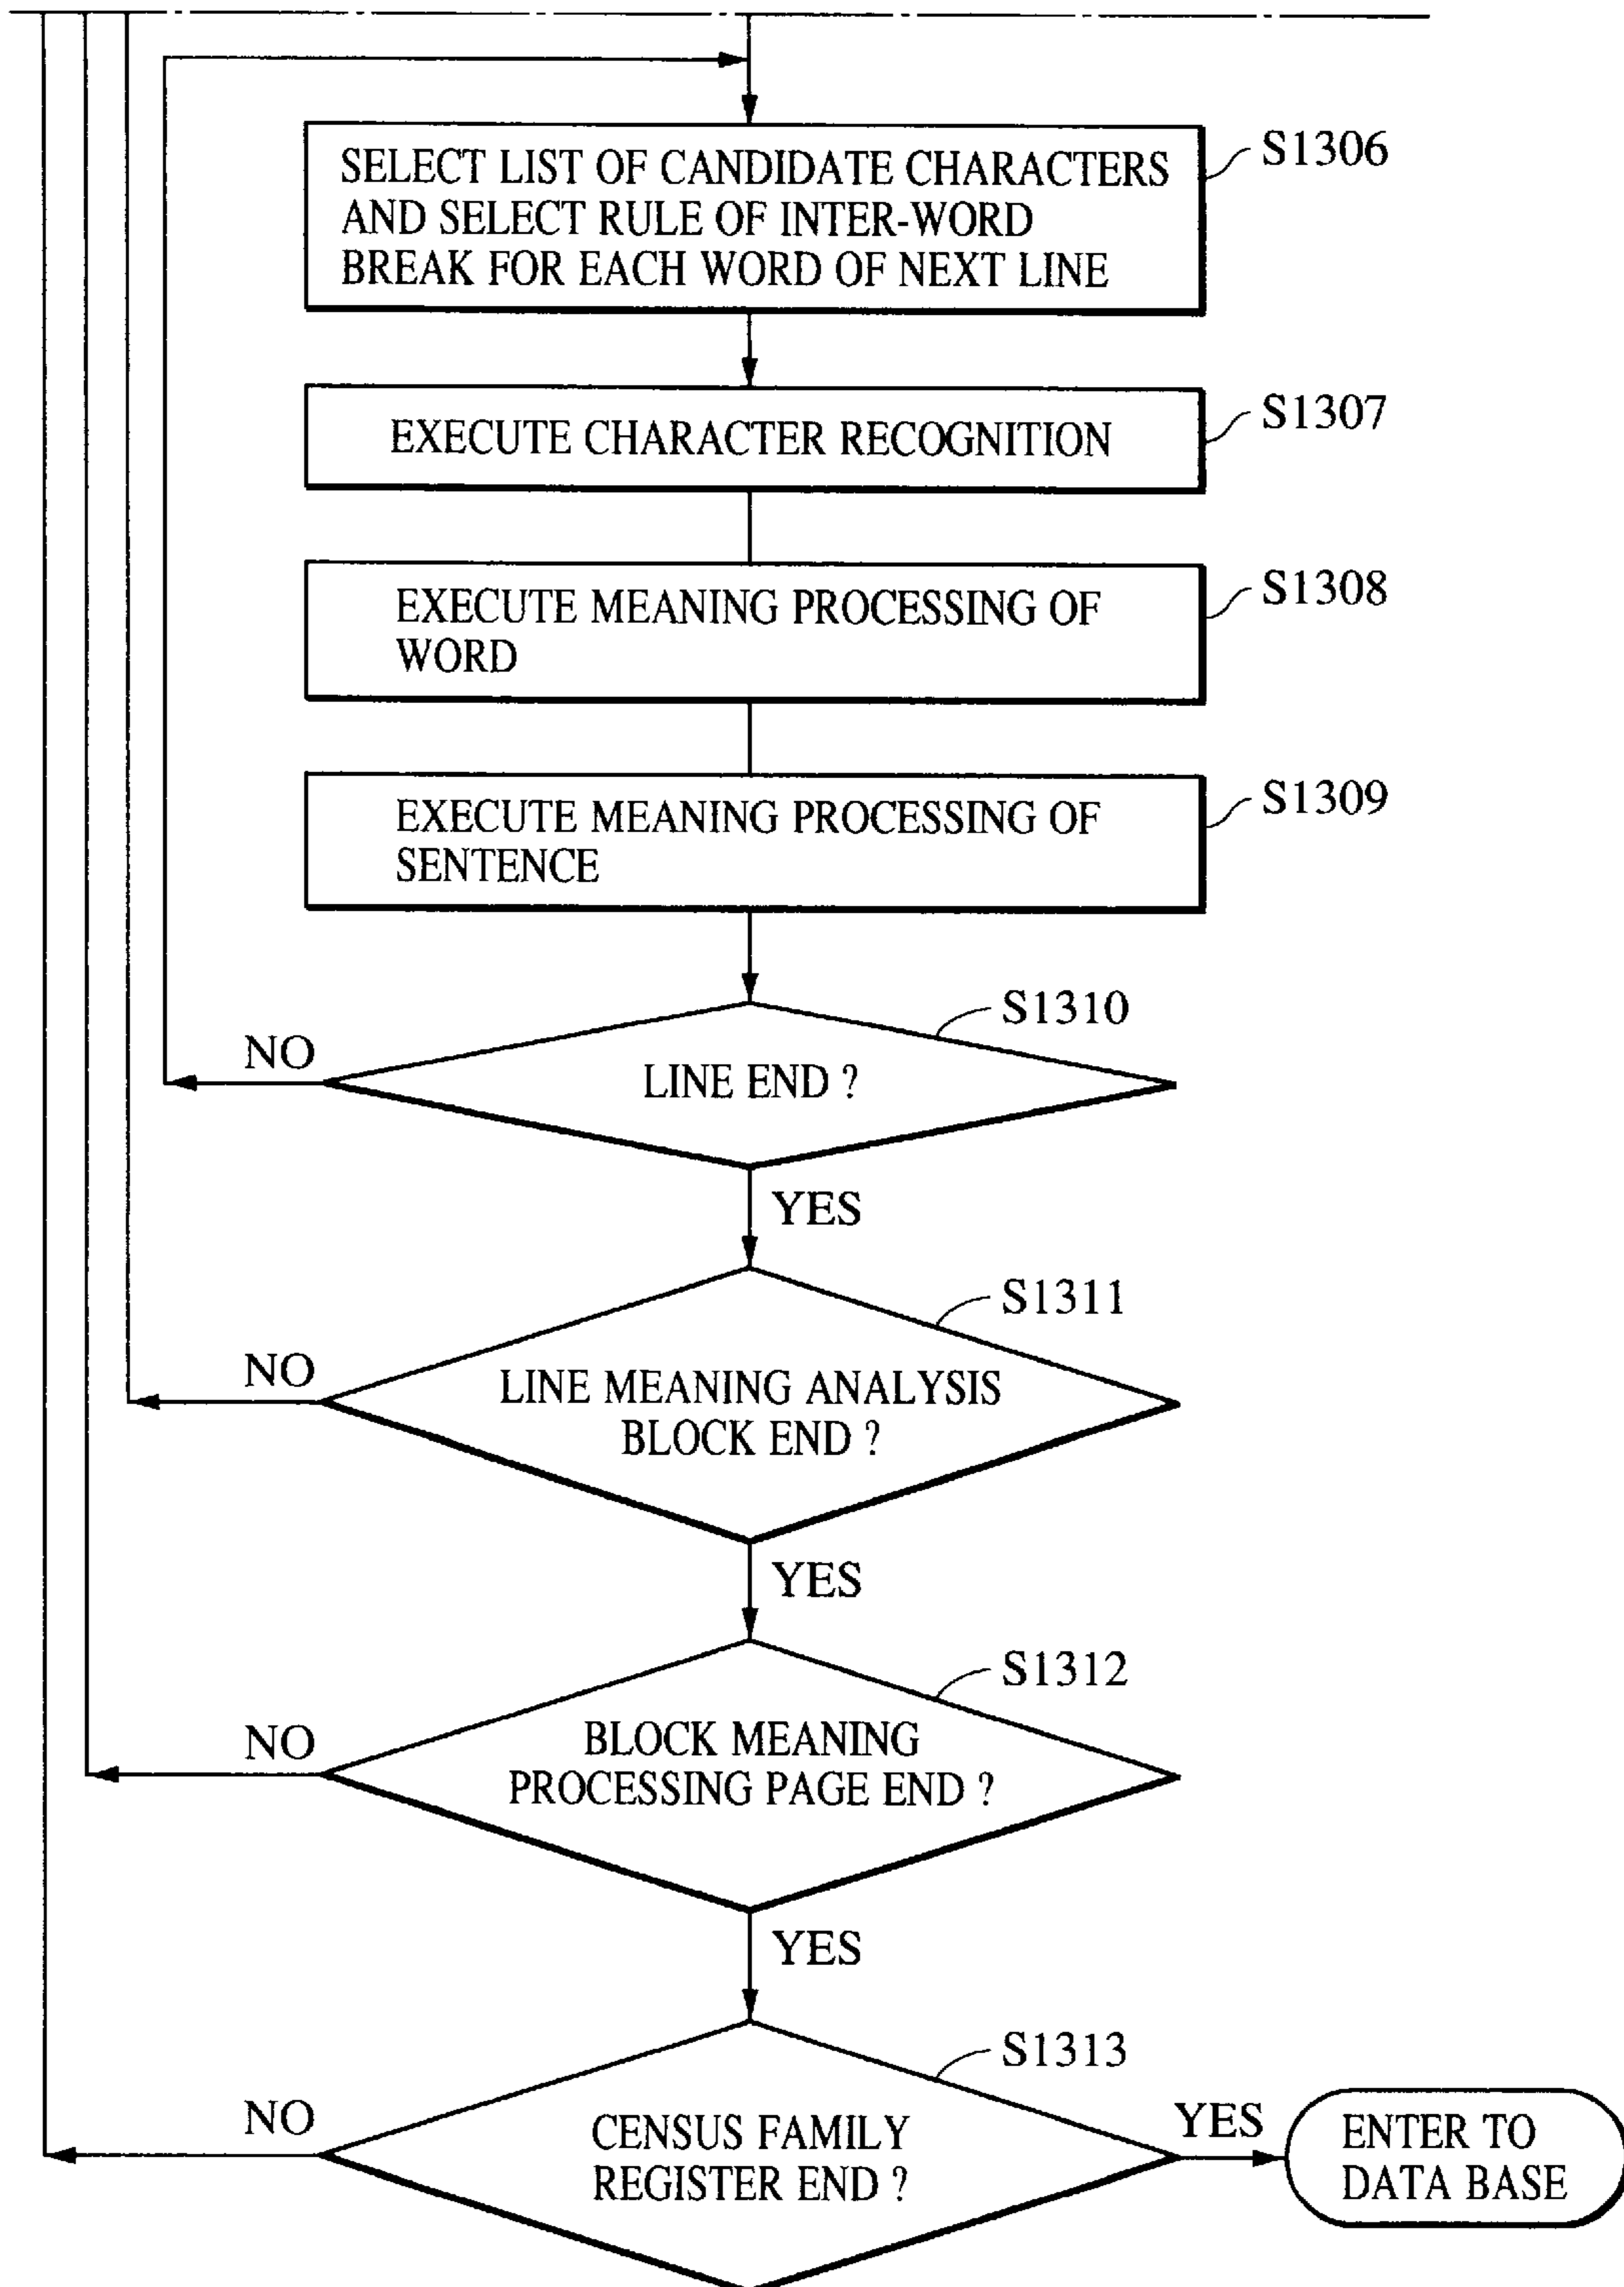 SELECT LIST OF CANDIDATE CHARACTERS
AND SELECT RULE OF INTER-WORD
BREAK FOR EACH WORD OF NEXT LINE
S1306
EXECUTE CHARACTER RECOGNITION
S1307
EXECUTE MEANING PROCESSING OF
WORD
S1308
EXECUTE MEANING PROCESSING OF
SENTENCE
S1309
S1310
NO
LINE END ?
YES
S1311
NO
LINE MEANING ANALYSIS
BLOCK END ?
YES
S1312
NO
BLOCK MEANING
PROCESSING PAGE END ?
YES
S1313
NO
CENSUS FAMILY
REGISTER END ?
YES
ENTER TO
DATA BASE